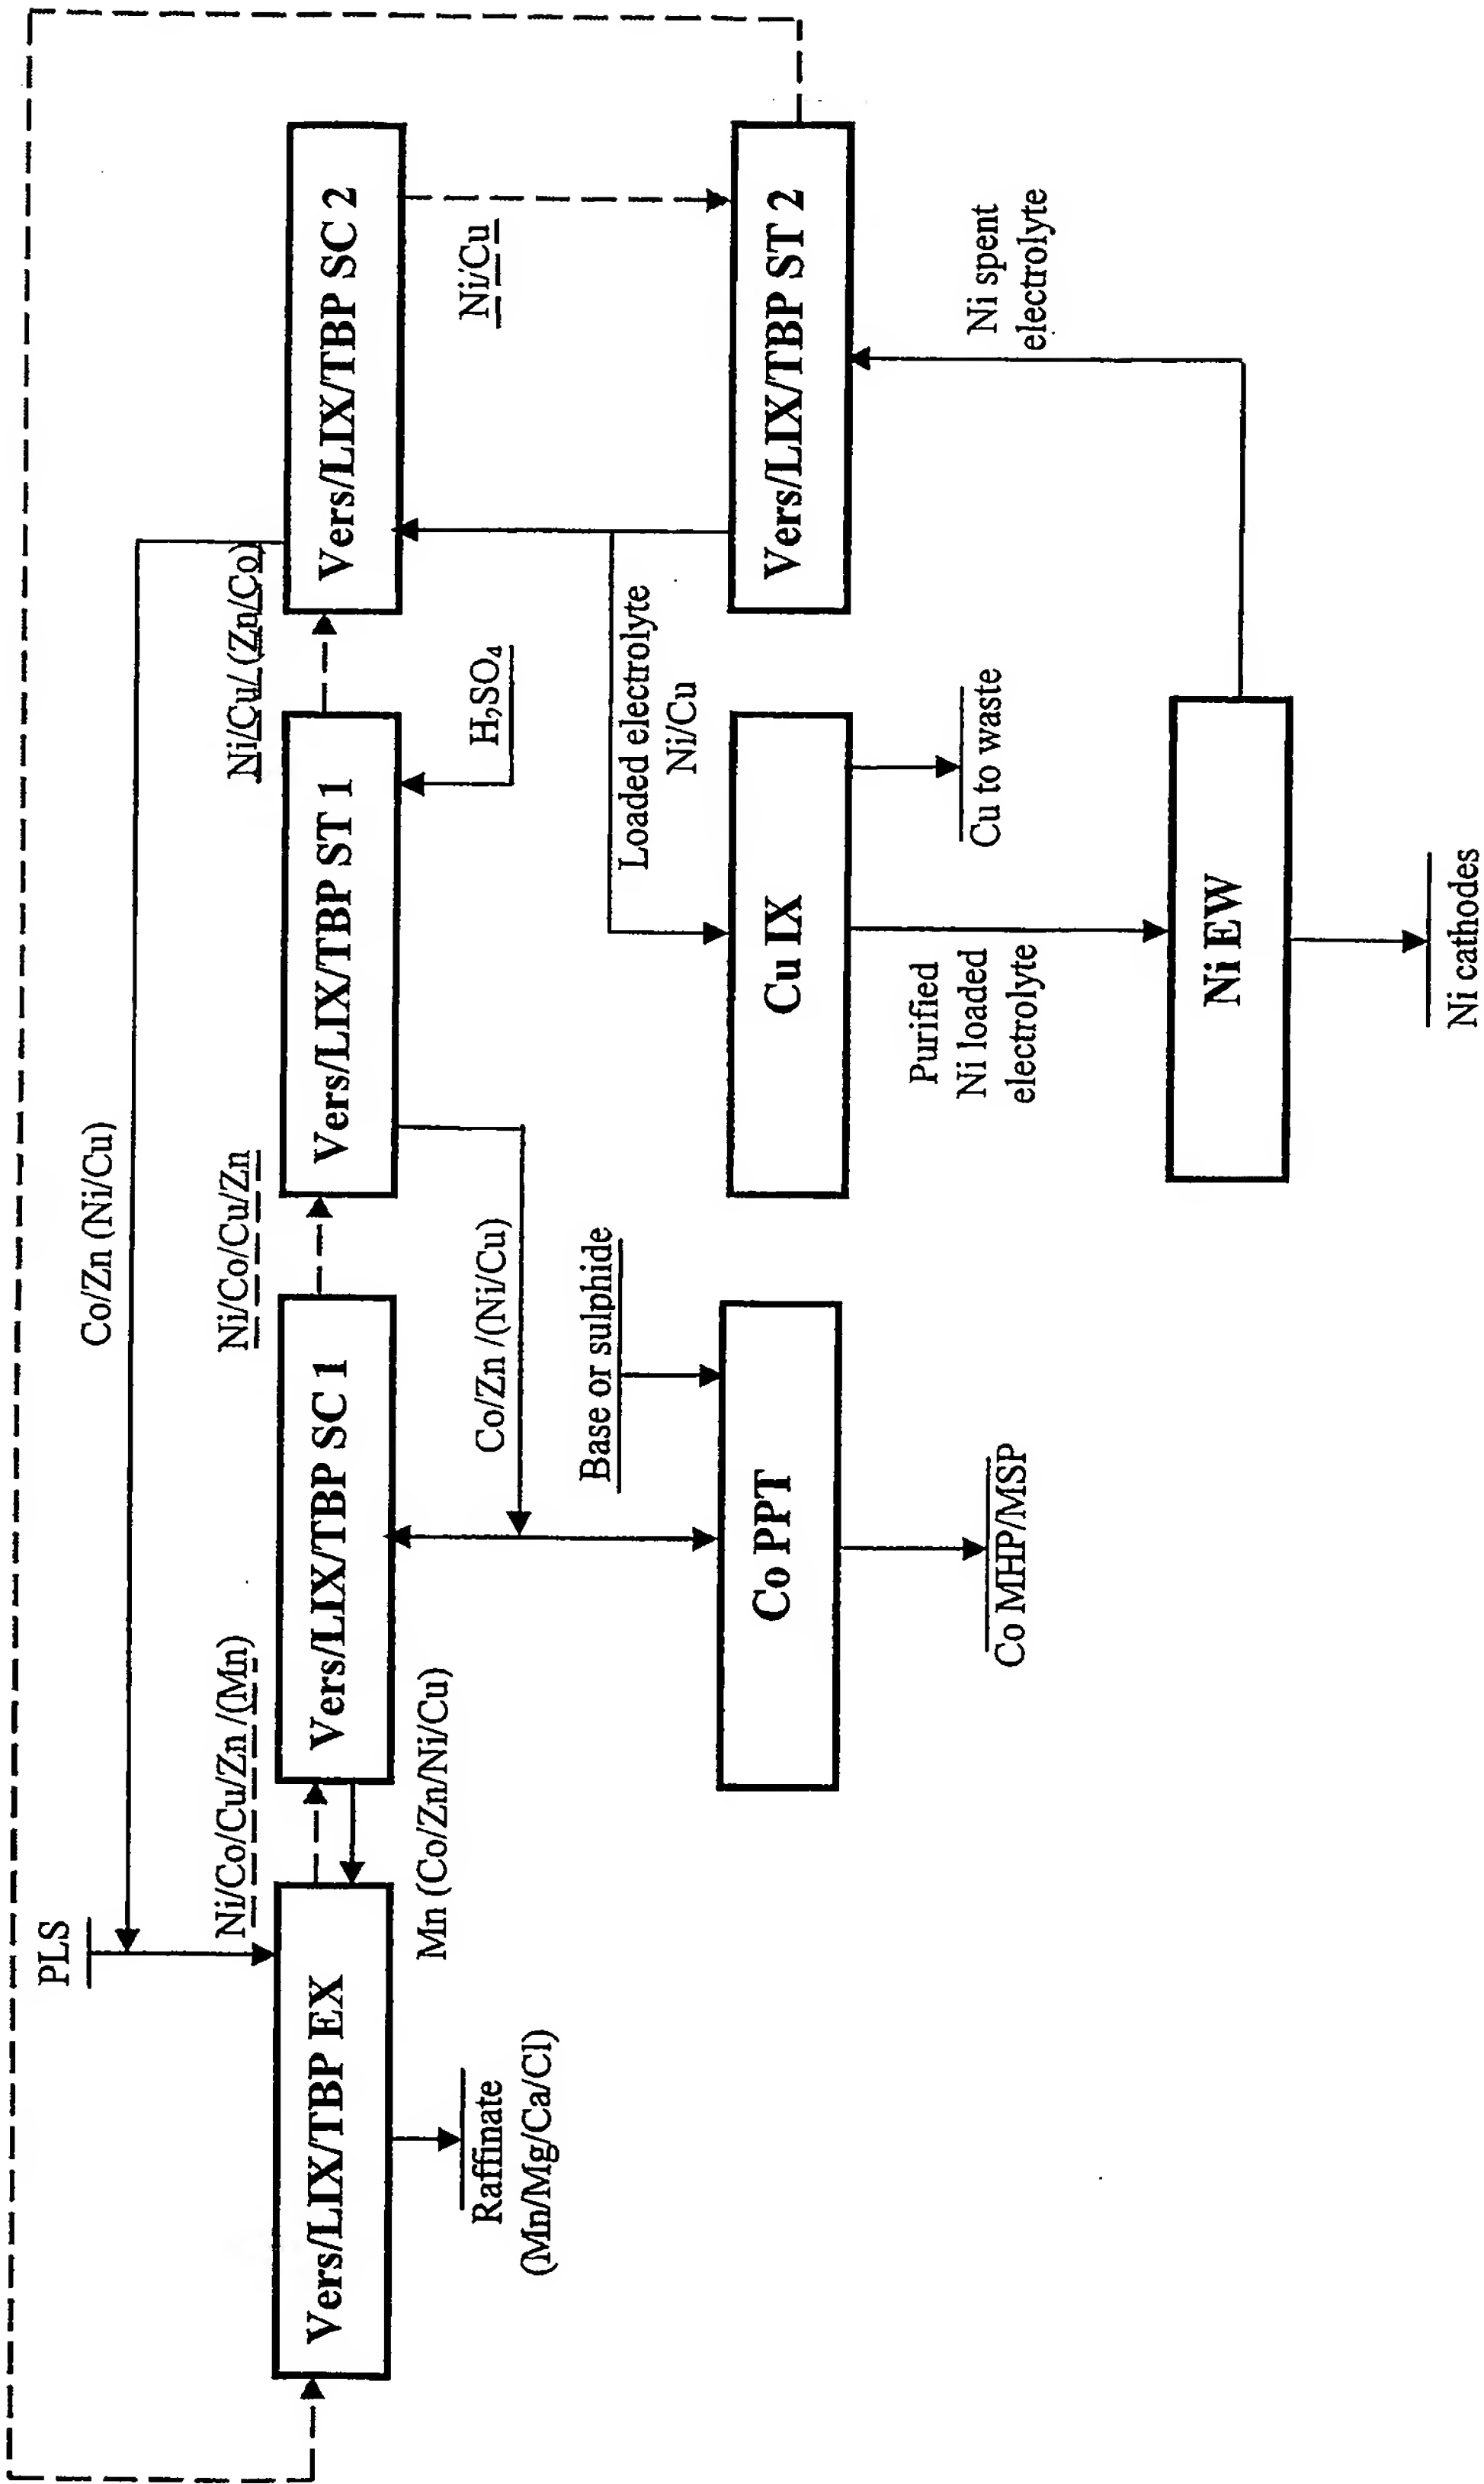 PLS
Co/Zn (Ni/Cu)
Ni/Co/Cu/Zn /(Mn)
Ni/Co/Cu/Zn
Ni/Cu/ (Zn/Co)
Vers/LIX/TBP EX
Vers/LIX/TBP SC 1
Vers/LIX/TBP ST 1
Vers/LIX/TBP SC 2
Mn (Co/Zn/Ni/Cu)
Co/Zn /(Ni/Cu)
H₂SO₄
Ni/Cu
Raffinate
(Mn/Mg/Ca/Cl)
Base or sulphide
Loaded electrolyte
Ni/Cu
Co PPT
Cu IX
Vers/LIX/TBP ST 2
Purified
Ni loaded
electrolyte
Cu to waste
Ni spent
electrolyte
Co MHP/MSP
Ni EW
Ni cathodes